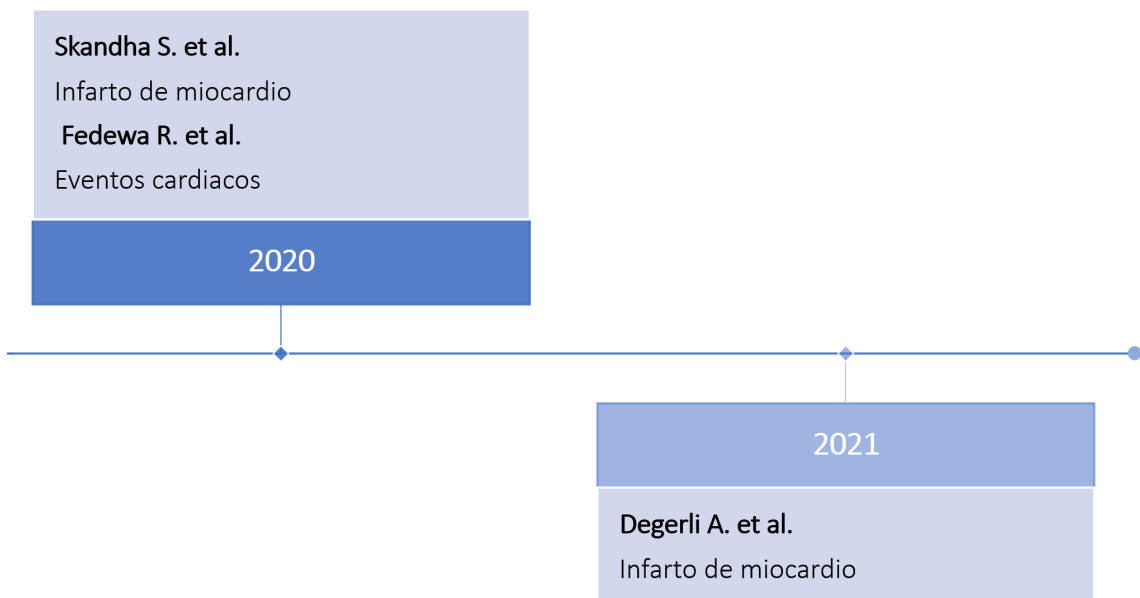 Skandha S. et al.
Infarto de miocardio
Fedewa R. et al.
Eventos cardiacos
2020
2021
Degerli A. et al.
Infarto de miocardio